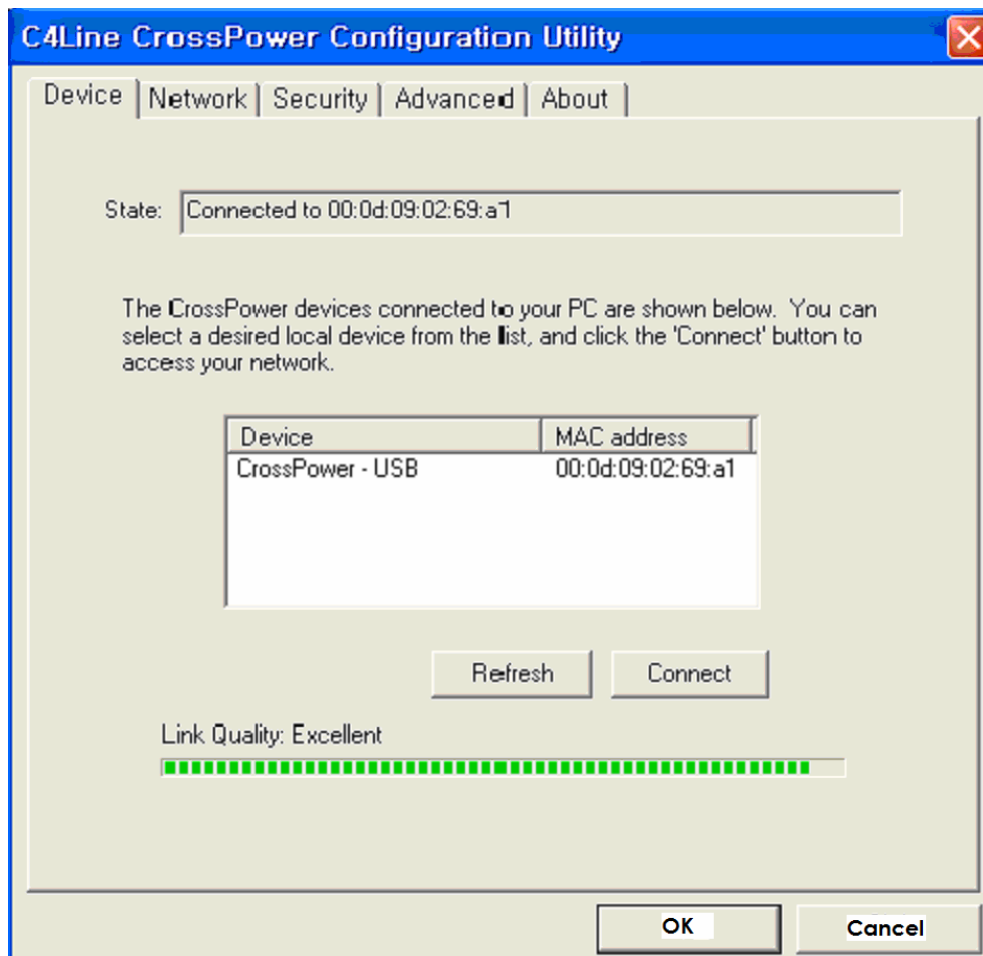 C4Line CrossPower Configuration Utility
Device Network Security Advanced About
State: Connected to 00:0d:09:02:69:a1
The CrossPower devices connected to your PC are shown below. You can
select a desired local device from the list, and click the 'Connect' button to
access your network.
Device MAC address
CrossPower - USB 00:0d:09:02:69:a1
Refresh Connect
Link Quality: Excellent
OK Cancel